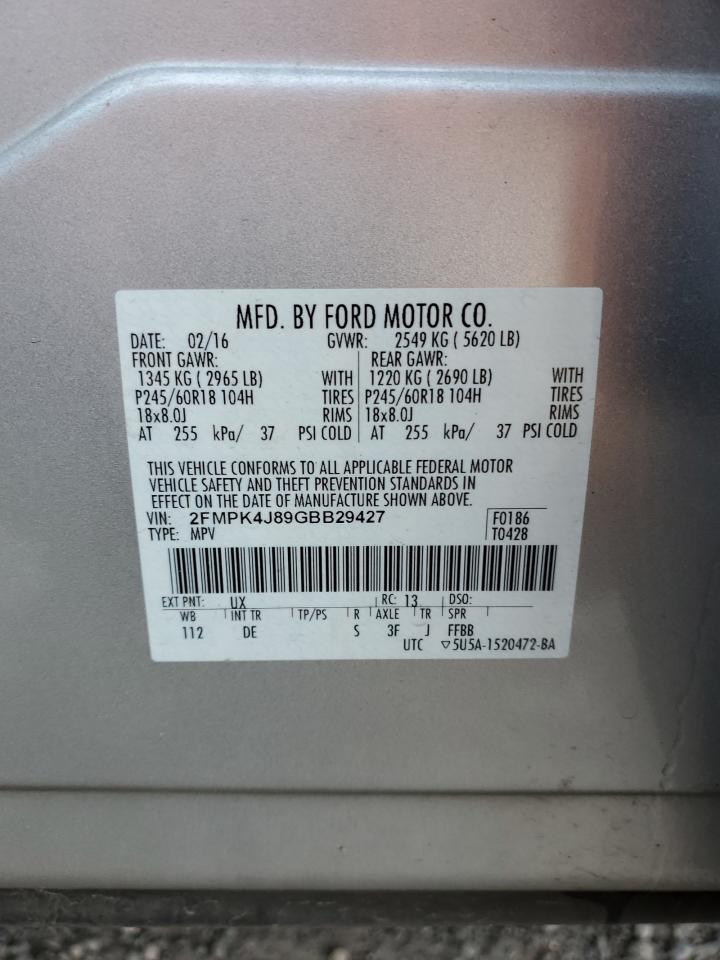 MFD. BY FORD MOTOR CO.
DATE: 02/16 GVWR: 2549 KG ( 5620 LB)
FRONT GAWR: REAR GAWR:
1345 KG ( 2965 LB) WITH 1220 KG ( 2690 LB) WITH
P245/60R18 104H TIRES P245/60R18 104H TIRES
18x8.0J RIMS 18x8.0J RIMS
AT 255 kPa/ 37 PSI COLD AT 255 kPa/ 37 PSI COLD
THIS VEHICLE CONFORMS TO ALL APPLICABLE FEDERAL MOTOR
VEHICLE SAFETY AND THEFT PREVENTION STANDARDS IN
EFFECT ON THE DATE OF MANUFACTURE SHOWN ABOVE.
VIN: 2FMPK4J89GBB29427 F0186
TYPE: MPV T0428
EXT PNT: UX RC: 13 DSO:
WB INT TR TP/PS R AXLE TR SPR
112 DE S 3F J FFBB
UTC ▽5U5A-1520472-BA